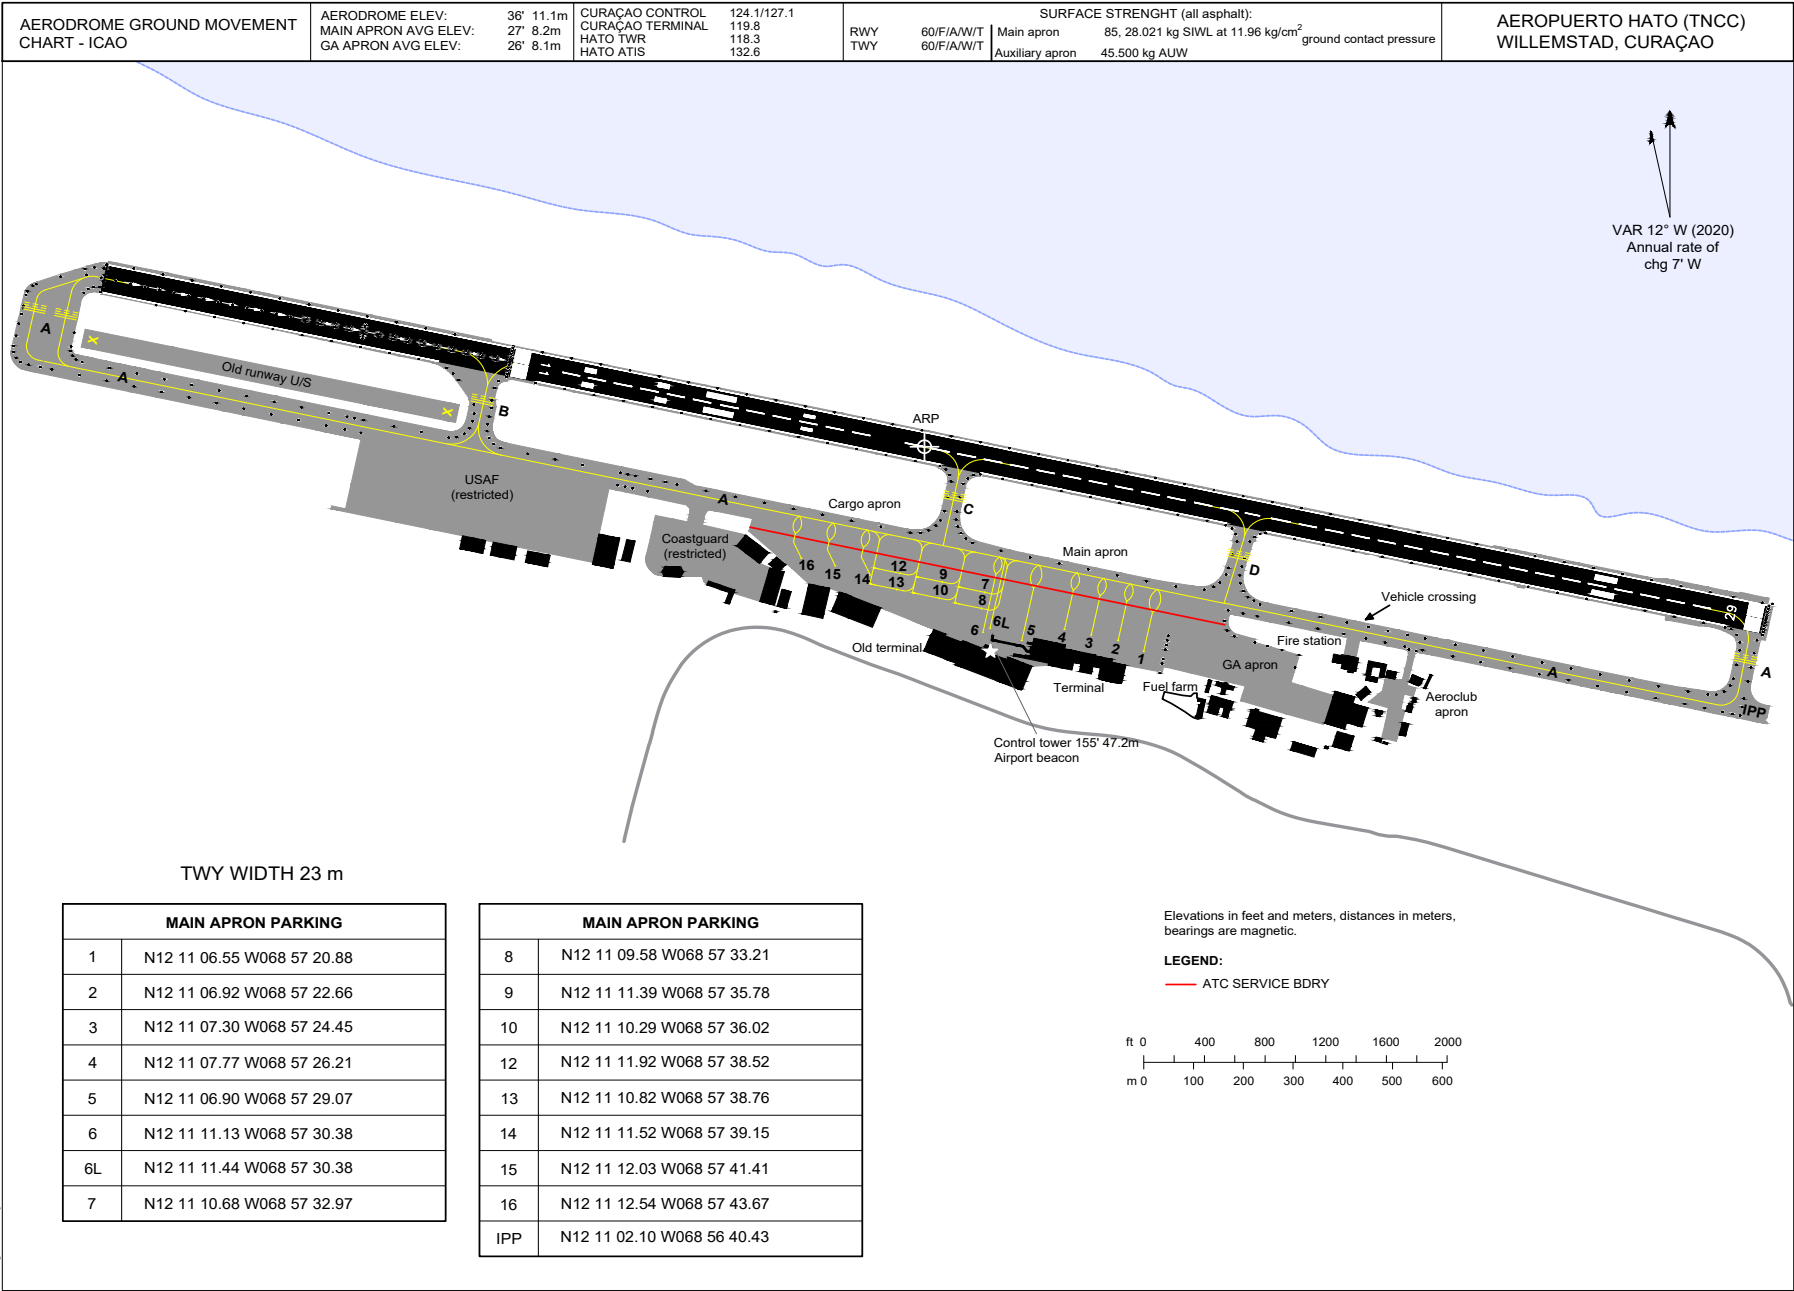 AERODROME GROUND MOVEMENT
CHART - ICAO
AERODROME ELEV: 36' 11.1m
MAIN APRON AVG ELEV: 27' 8.2m
GA APRON AVG ELEV: 26' 8.1m
CURAÇAO CONTROL 124.1/127.1
CURAÇAO TERMINAL 119.8
HATO TWR 118.3
HATO ATIS 132.6
SURFACE STRENGHT (all asphalt):
RWY 60/F/A/W/T
TWY 60/F/A/W/T
Main apron 85, 28.021 kg SIWL at 11.96 kg/cm2 ground contact pressure
Auxiliary apron 45.500 kg AUW
AEROPUERTO HATO (TNCC)
WILLEMSTAD, CURAÇAO
VAR 12° W (2020)
Annual rate of
chg 7' W
A
A
Old runway U/S
X
X
B
11
USAF
(restricted)
A
Cargo apron
ARP
C
Coastguard
(restricted)
Main apron
D
16
15
14
12
13
9
10
7
8
6
6L
5
4
3
2
1
Vehicle crossing
29
Old terminal
Terminal
Fire station
GA apron
Fuel farm
A
A
Aeroclub
apron
IPP
Control tower 155' 47.2m
Airport beacon
TWY WIDTH 23 m
MAIN APRON PARKING
1 N12 11 06.55 W068 57 20.88
2 N12 11 06.92 W068 57 22.66
3 N12 11 07.30 W068 57 24.45
4 N12 11 07.77 W068 57 26.21
5 N12 11 06.90 W068 57 29.07
6 N12 11 11.13 W068 57 30.38
6L N12 11 11.44 W068 57 30.38
7 N12 11 10.68 W068 57 32.97
MAIN APRON PARKING
8 N12 11 09.58 W068 57 33.21
9 N12 11 11.39 W068 57 35.78
10 N12 11 10.29 W068 57 36.02
12 N12 11 11.92 W068 57 38.52
13 N12 11 10.82 W068 57 38.76
14 N12 11 11.52 W068 57 39.15
15 N12 11 12.03 W068 57 41.41
16 N12 11 12.54 W068 57 43.67
IPP N12 11 02.10 W068 56 40.43
Elevations in feet and meters, distances in meters,
bearings are magnetic.
LEGEND:
ATC SERVICE BDRY
ft 0 400 800 1200 1600 2000
m 0 100 200 300 400 500 600